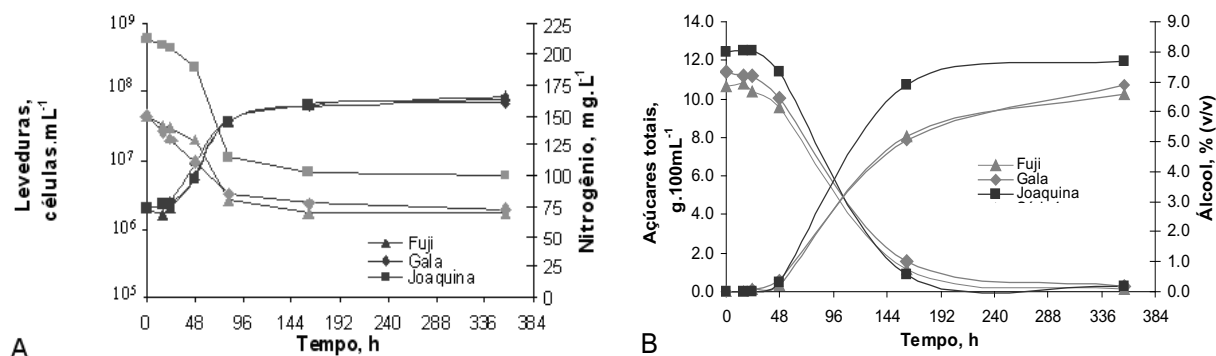 10⁹
10⁸
10⁷
10⁶
10⁵
Leveduras,
células.mL⁻¹
225
200
175
150
125
100
75
50
25
0
Nitrogênio, mg.L⁻¹
Fuji
Gala
Joaquina
0 48 96 144 192 240 288 336 384
Tempo, h
A
14.0
12.0
10.0
8.0
6.0
4.0
2.0
0.0
Açúcares totais,
g.100mL⁻¹
9.0
8.0
7.0
6.0
5.0
4.0
3.0
2.0
1.0
0.0
Álcool, % (v/v)
Fuji
Gala
Joaquina
0 48 96 144 192 240 288 336 384
Tempo, h
B